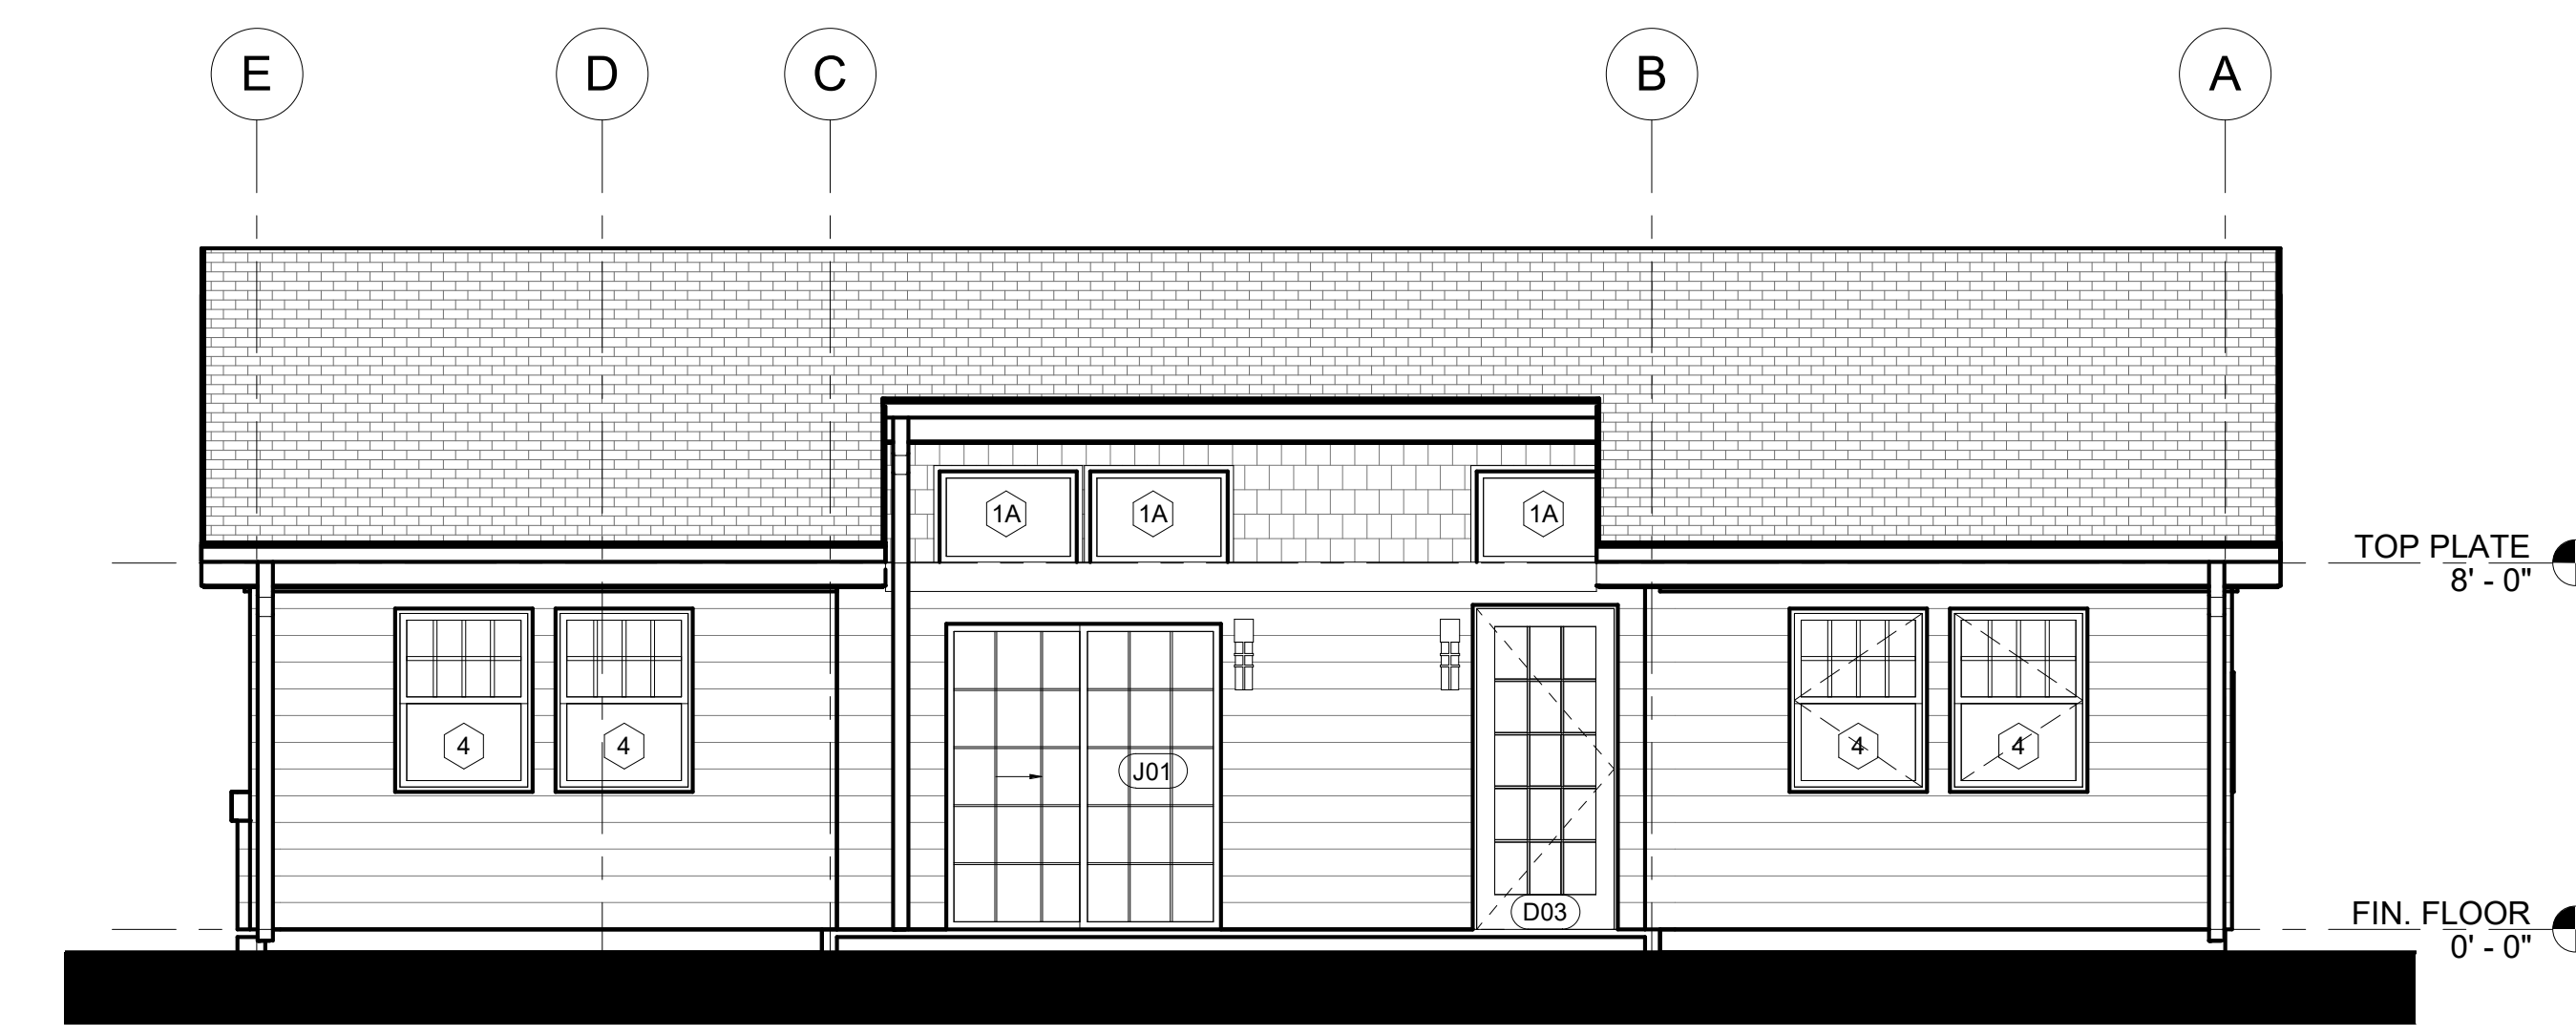 E
D
C
B
A
1A
1A
1A
TOP PLATE
8' - 0"
4
4
4
4
J01
D03
FIN. FLOOR
0' - 0"